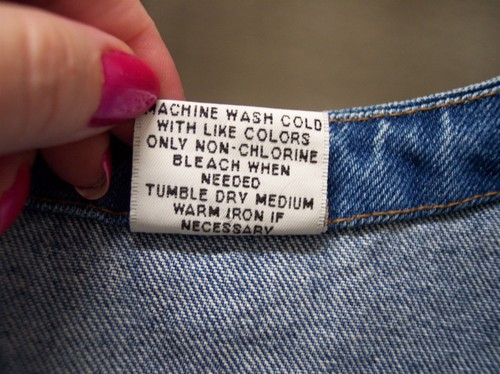 MACHINE WASH COLD
WITH LIKE COLORS
ONLY NON-CHLORINE
BLEACH WHEN
NEEDED
TUMBLE DRY MEDIUM
WARM IRON IF
NECESSARY